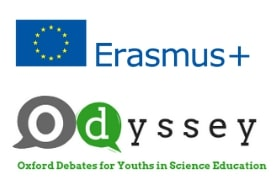 Erasmus+
Odyssey
Oxford Debates for Youths in Science Education